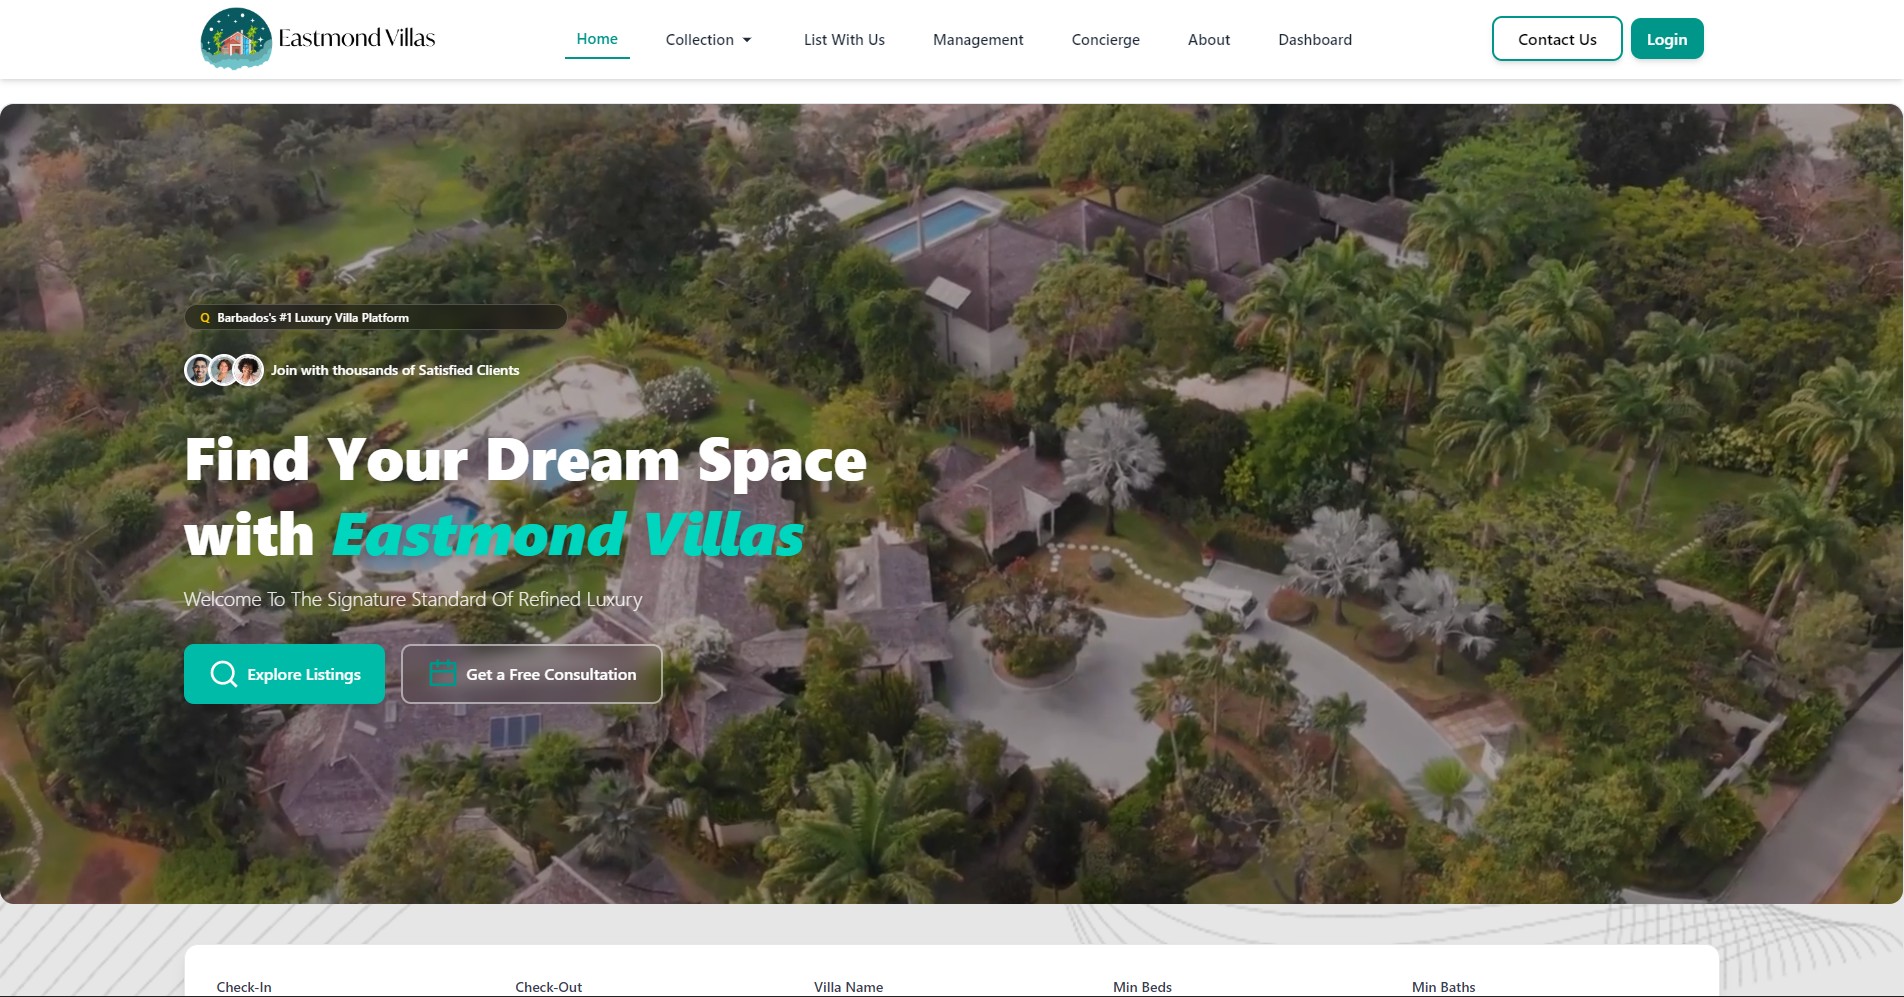 Eastmond Villas
Home
Collection
List With Us
Management
Concierge
About
Dashboard
Contact Us
Login
Barbados's #1 Luxury Villa Platform
Join with thousands of Satisfied Clients
Find Your Dream Space
with Eastmond Villas
Welcome To The Signature Standard Of Refined Luxury
Explore Listings
Get a Free Consultation
Check-In
Check-Out
Villa Name
Min Beds
Min Baths